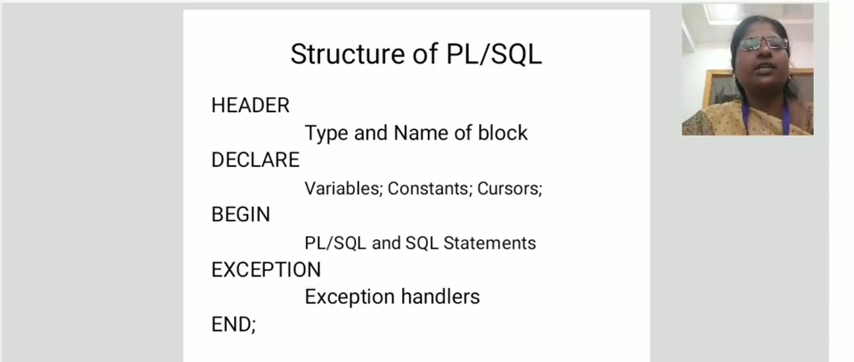 Structure of PL/SQL
HEADER
Type and Name of block
DECLARE
Variables; Constants; Cursors;
BEGIN
PL/SQL and SQL Statements
EXCEPTION
Exception handlers
END;